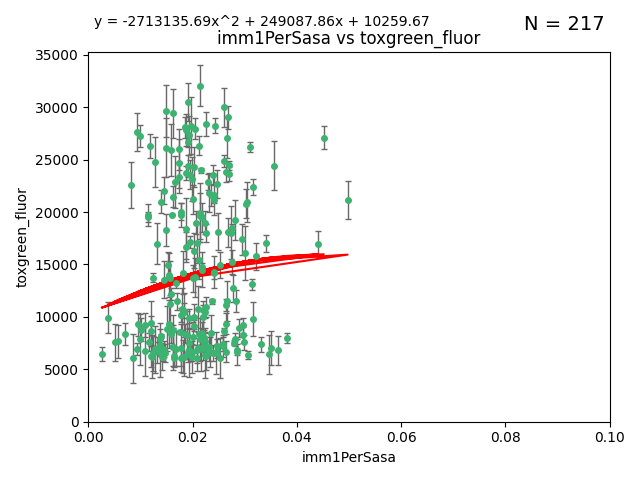 y = -2713135.69x^2 + 249087.86x + 10259.67
N = 217
imm1PerSasa vs toxgreen_fluor
35000
30000
25000
20000
15000
10000
5000
0
toxgreen_fluor
0.00 0.02 0.04 0.06 0.08 0.10
imm1PerSasa